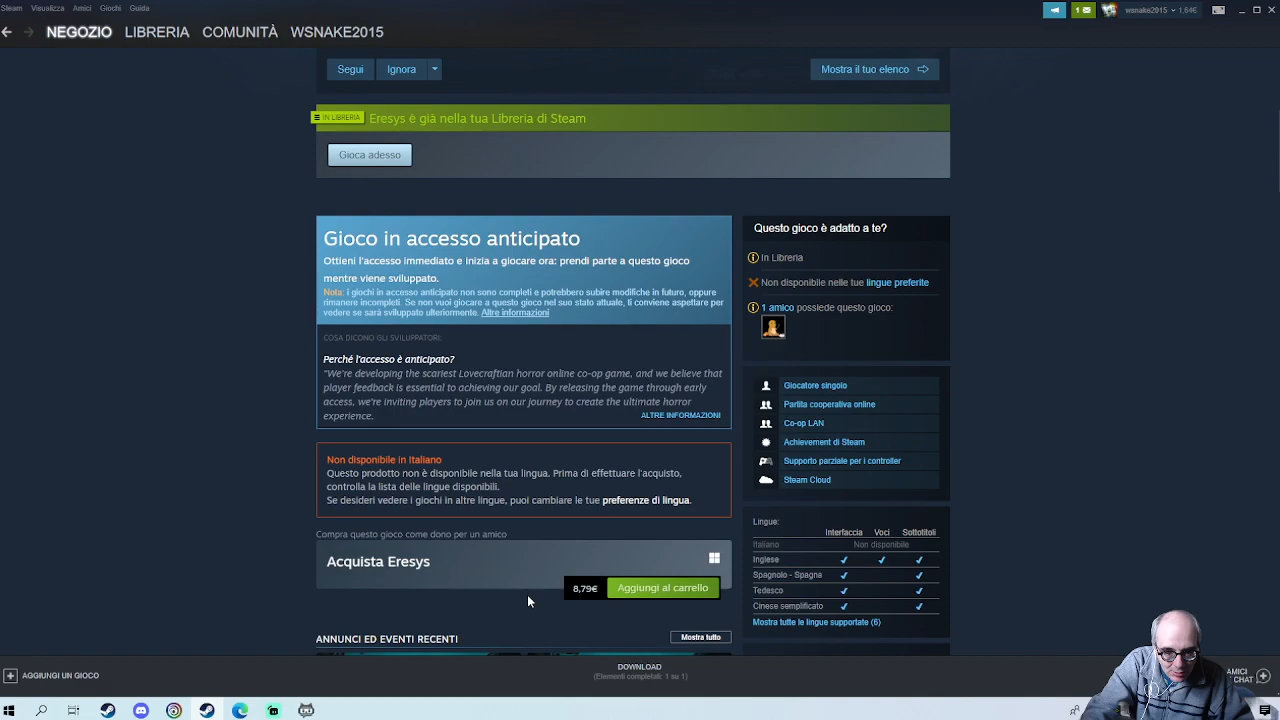 Steam Visualizza Amici Giochi Guida
1
wsnake2015 1,64€
NEGOZIO LIBRERIA COMUNITÀ WSNAKE2015
Segui Ignora Mostra il tuo elenco
IN LIBRERIA Eresys è già nella tua Libreria di Steam
Gioca adesso
Gioco in accesso anticipato
Ottieni l'accesso immediato e inizia a giocare ora: prendi parte a questo gioco
mentre viene sviluppato.
Nota: i giochi in accesso anticipato non sono completi e potrebbero subire modifiche in futuro, oppure
rimanere incompleti. Se non vuoi giocare a questo gioco nel suo stato attuale, ti conviene aspettare per
vedere se sarà sviluppato ulteriormente. Altre informazioni
COSA DICONO GLI SVILUPPATORI:
Perché l'accesso è anticipato?
"We're developing the scariest Lovecraftian horror online co-op game, and we believe that
player feedback is essential to achieving our goal. By releasing the game through early
access, we're inviting players to join us on our journey to create the ultimate horror
experience.
ALTRE INFORMAZIONI
Non disponibile in Italiano
Questo prodotto non è disponibile nella tua lingua. Prima di effettuare l'acquisto,
controlla la lista delle lingue disponibili.
Se desideri vedere i giochi in altre lingue, puoi cambiare le tue preferenze di lingua.
Compra questo gioco come dono per un amico
Acquista Eresys
8,79€ Aggiungi al carrello
ANNUNCI ED EVENTI RECENTI Mostra tutto
Questo gioco è adatto a te?
In Libreria
Non disponibile nelle tue lingue preferite
1 amico possiede questo gioco:
Giocatore singolo
Partita cooperativa online
Co-op LAN
Achievement di Steam
Supporto parziale per i controller
Steam Cloud
Lingue:
Interfaccia Voci Sottotitoli
Italiano Non disponibile
Inglese
Spagnolo - Spagna
Tedesco
Cinese semplificato
Mostra tutte le lingue supportate (6)
AGGIUNGI UN GIOCO
DOWNLOAD
(Elementi completati: 1 su 1)
AMICI
CHAT